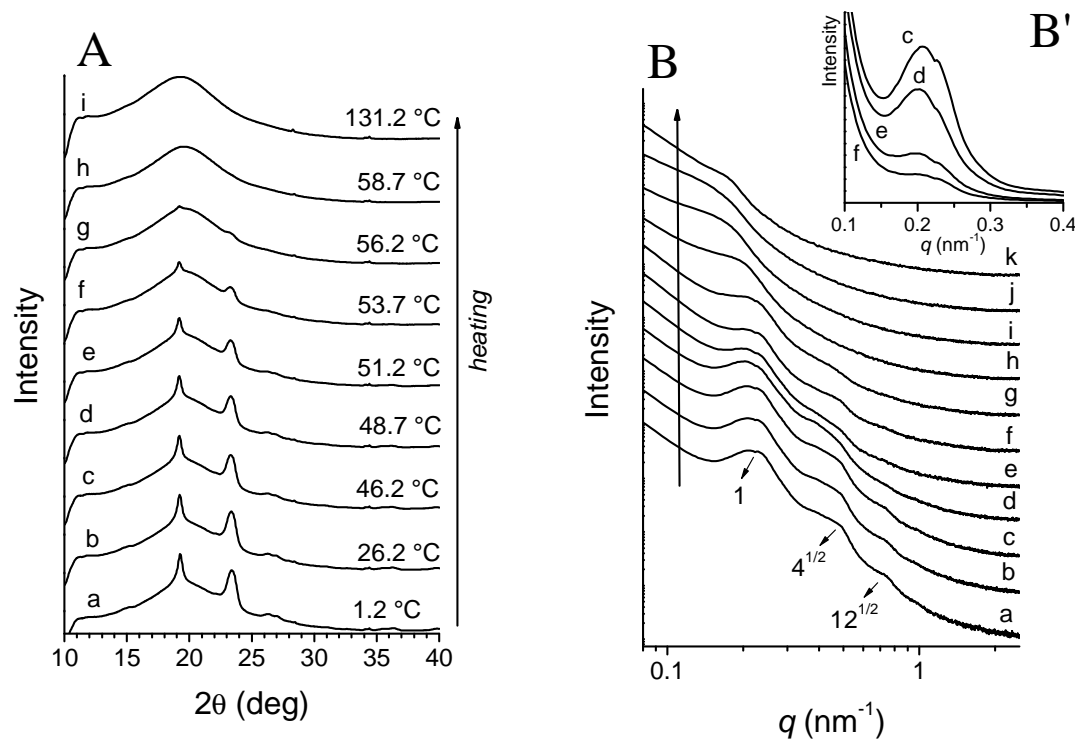 A
i
131.2 °C
h
58.7 °C
g
56.2 °C
f
53.7 °C
e
51.2 °C
d
48.7 °C
c
46.2 °C
b
26.2 °C
a
1.2 °C
heating
Intensity
10 15 20 25 30 35 40
2θ (deg)
B
k
j
i
h
g
f
e
d
c
b
a
1
4^{1/2}
12^{1/2}
Intensity
0.1 1
q (nm⁻¹)
B'
c
d
e
f
Intensity
0.1 0.2 0.3 0.4
q (nm⁻¹)